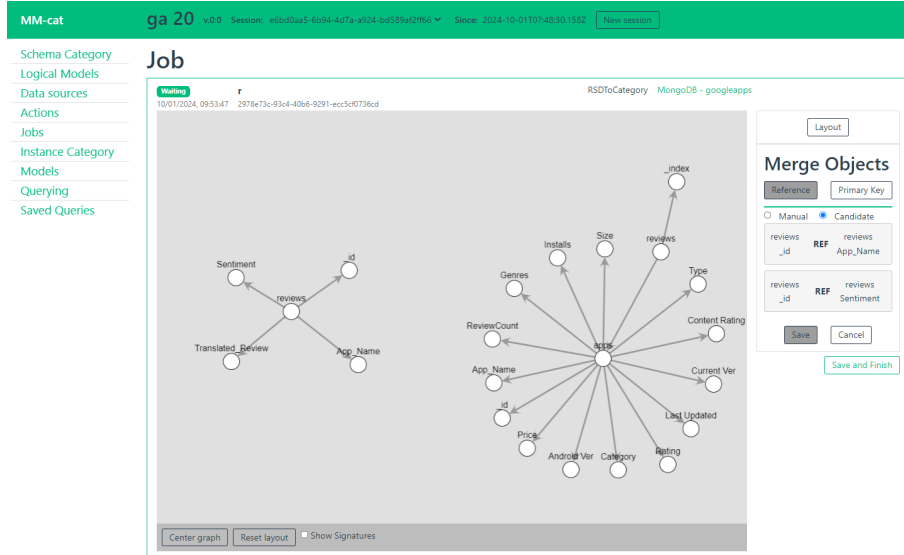 MM-cat
ga 20 v.0:0 Session: e6bd0aa5-6b94-4d7a-a924-bd589af2ff66 Since: 2024-10-01T07:48:30.158Z New session
Schema Category
Logical Models
Data sources
Actions
Jobs
Instance Category
Models
Querying
Saved Queries
Job
Waiting r RSDToCategory MongoDB - googleapps
10/01/2024, 09:53:47 2978e73c-93c4-40b6-9291-ecc5cf0736cd
_index
Size
reviews
Installs
Sentiment
_id
Type
Genres
reviews
Content Rating
ReviewCount
Translated_Review
App_Name
apps
App_Name
Current Ver
_id
Last Updated
Price
Android Ver
Category
Rating
Center graph
Reset layout
Show Signatures
Layout
Merge Objects
Reference
Primary Key
Manual
Candidate
reviews REF reviews
_id App_Name
reviews REF reviews
_id Sentiment
Save
Cancel
Save and Finish